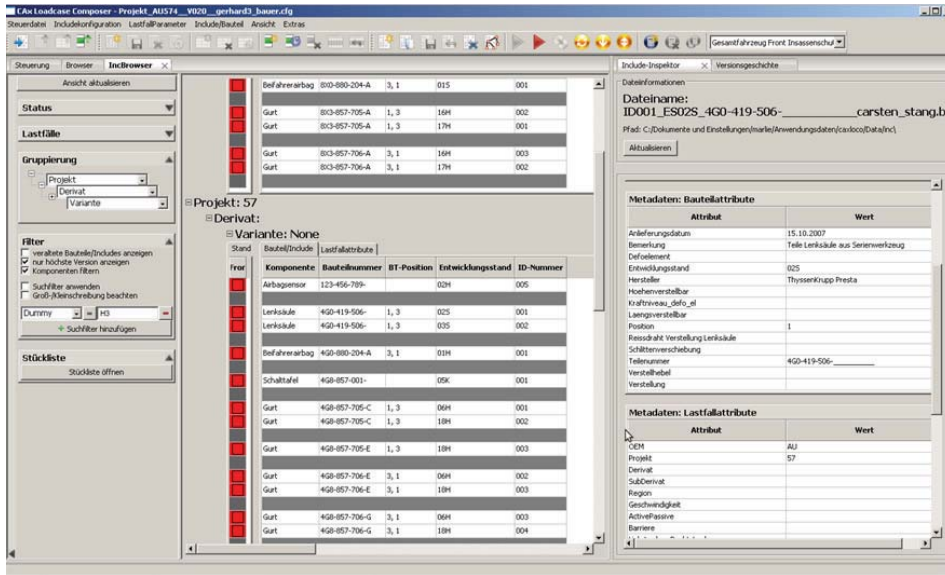 CAx Loadcase Composer - Projekt_AU574__V020__gerhard3_bauer.cfg
Steuerdatei Includekonfiguration LastfallParameter Include/Bauteil Ansicht Extras
Gesamtfahrzeug Front Insassenschul
Steuerung Browser IncBrowser
Ansicht aktualisieren
Status
Lastfälle
Gruppierung
Projekt
Derivat
Variante
Filter
veraltete Bauteile/Includes anzeigen
nur höchste Version anzeigen
Komponenten filtern
Suchfilter anwenden
Groß-/Kleinschreibung beachten
Dummy = H3
+ Suchfilter hinzufügen
Stückliste
Stückliste öffnen
Beifahrerairbag 8X0-880-204-A 3, 1 01S 001
Gurt 8X3-857-705-A 1, 3 16H 002
Gurt 8X3-857-705-A 1, 3 17H 001
Gurt 8X3-857-706-A 3, 1 16H 003
Gurt 8X3-857-706-A 3, 1 17H 002
Projekt: 57
Derivat:
Variante: None
Stand Bauteil/Include Lastfallattribute
Fror Komponente Bauteilnummer BT-Position Entwicklungsstand ID-Nummer
Airbagsensor 123-456-789- 02H 005
Lenksäule 4G0-419-506- 1, 3 02S 001
Lenksäule 4G0-419-506- 1, 3 03S 002
Beifahrerairbag 4G0-880-204-A 3, 1 01H 001
Schalttafel 4G8-857-001- 05K 001
Gurt 4G8-857-705-C 1, 3 06H 001
Gurt 4G8-857-705-C 1, 3 18H 002
Gurt 4G8-857-705-E 1, 3 18H 003
Gurt 4G8-857-706-E 3, 1 06H 002
Gurt 4G8-857-706-E 3, 1 18H 003
Gurt 4G8-857-706-G 3, 1 06H 003
Gurt 4G8-857-706-G 3, 1 18H 004
Include-Inspektor Versionsgeschichte
Dateiinformationen
Dateiname:
ID001_ES02S_4G0-419-506-__________carsten_stang.b
Pfad: C:/Dokumente und Einstellungen/marlie/Anwendungsdaten/caxloco/Data/inc\
Aktualisieren
Metadaten: Bauteilattribute
Attribut Wert
Anlieferungsdatum 15.10.2007
Bemerkung Teile Lenksäule aus Serienwerkzeug
Defoelement
Entwicklungsstand 02S
Hersteller ThyssenKrupp Presta
Hoehenverstellbar
Kraftniveau_defo_el
Laengsverstellbar
Position 1
Reissdraht Verstellung Lenksäule
Schlittenverschiebung
Teilenummer 4G0-419-506-________
Verstellhebel
Verstellung
Metadaten: Lastfallattribute
Attribut Wert
OEM AU
Projekt 57
Derivat
SubDerivat
Region
Geschwindigkeit
ActivePassive
Barriere